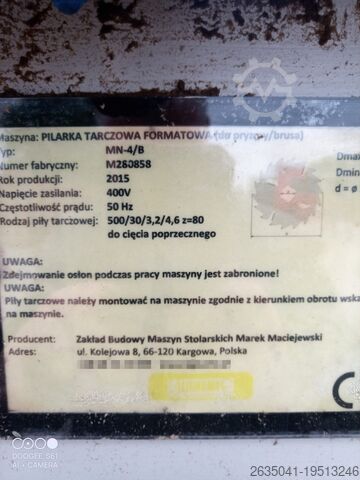 Maszyna: PILARKA TARCZOWA FORMATOWA (do pryzmy/brusa)
Typ: MN-4/B
Numer fabryczny: M280858
Rok produkcji: 2015
Napięcie zasilania: 400V
Częstotliwość prądu: 50 Hz
Rodzaj piły tarczowej: 500/30/3,2/4,6 z=80
do cięcia poprzecznego
Dmax
Dmin
d = ø
UWAGA:
Zdejmowanie osłon podczas pracy maszyny jest zabronione!
UWAGA:
Piły tarczowe należy montować na maszynie zgodnie z kierunkiem obrotu wska
na maszynie.
Producent: Zakład Budowy Maszyn Stolarskich Marek Maciejewski
Adres: ul. Kolejowa 8, 66-120 Kargowa, Polska
DOOGEE S61
AI CAMERA
2635041-19513246